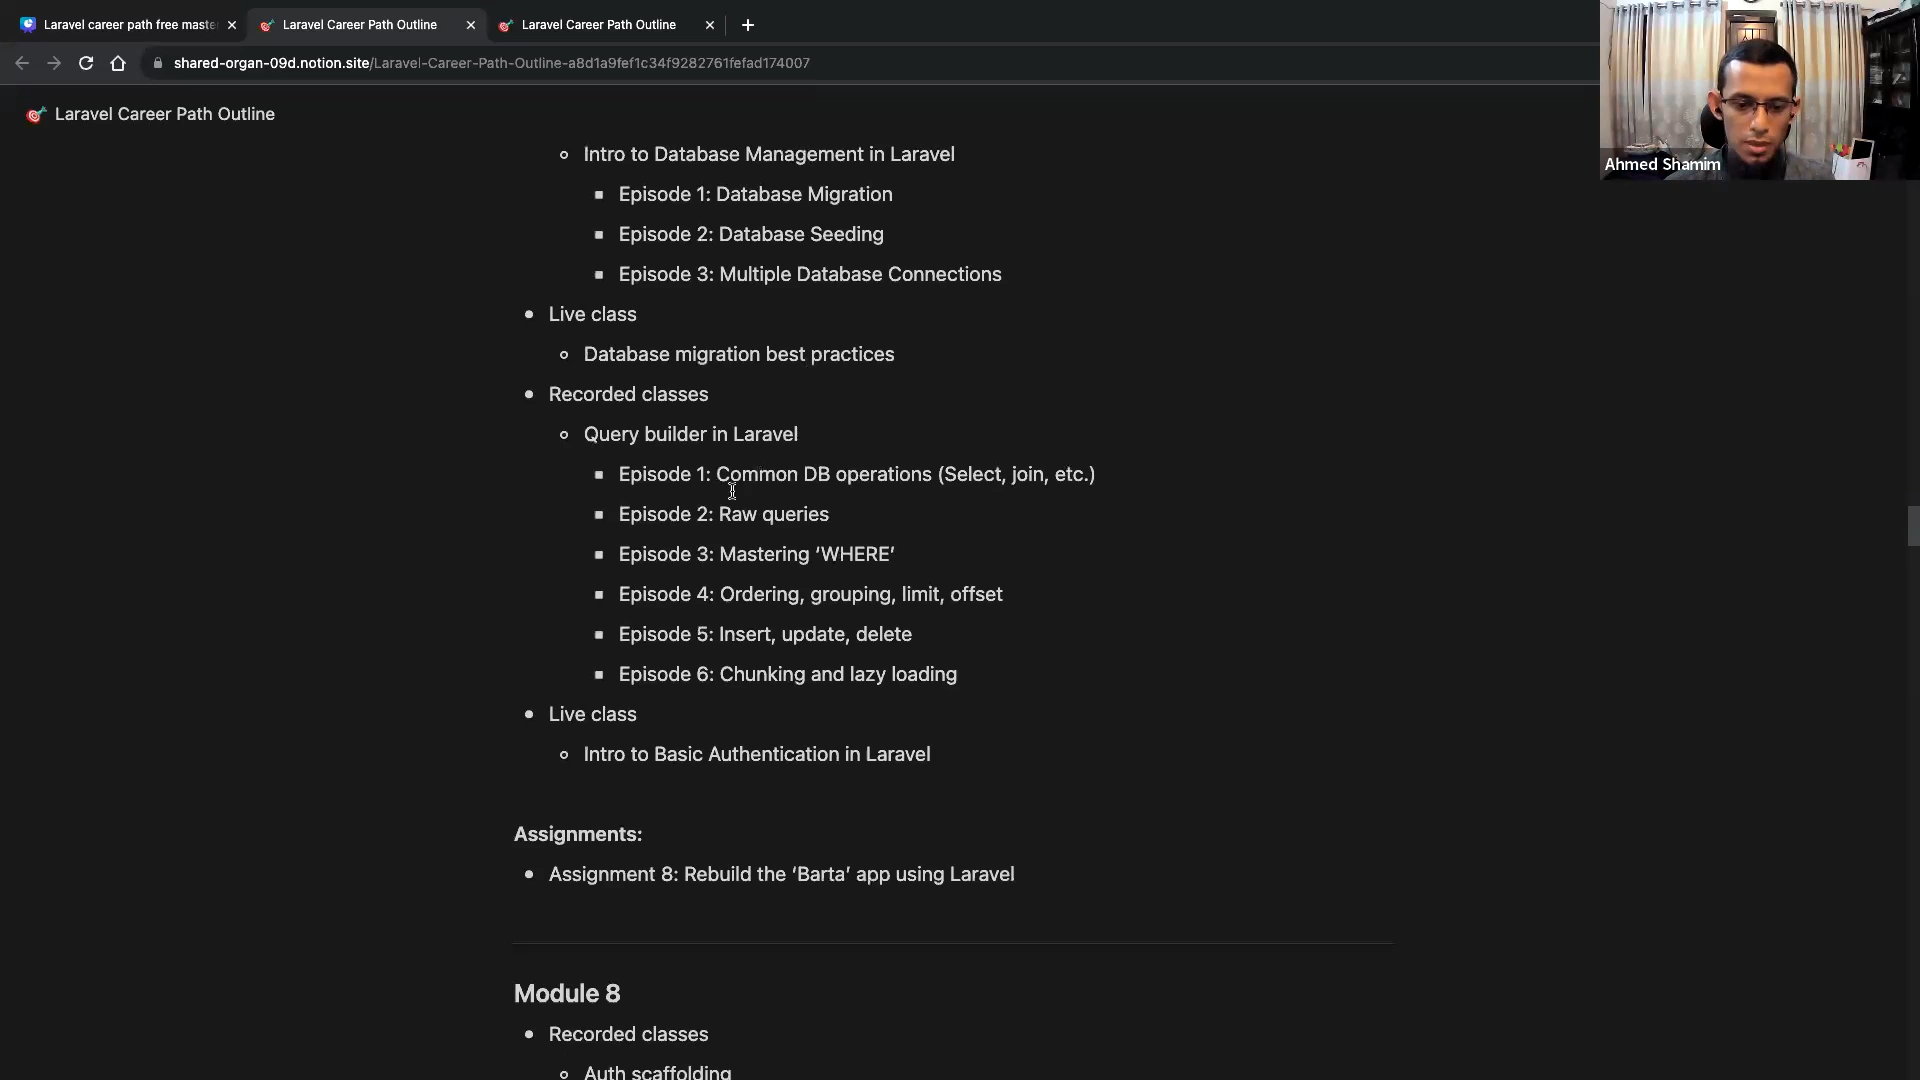 Laravel career path free maste
Laravel Career Path Outline
Laravel Career Path Outline
shared-organ-09d.notion.site/Laravel-Career-Path-Outline-a8d1a9fef1c34f9282761fefad174007
Laravel Career Path Outline
Ahmed Shamim
Intro to Database Management in Laravel
Episode 1: Database Migration
Episode 2: Database Seeding
Episode 3: Multiple Database Connections
Live class
Database migration best practices
Recorded classes
Query builder in Laravel
Episode 1: Common DB operations (Select, join, etc.)
Episode 2: Raw queries
Episode 3: Mastering ‘WHERE’
Episode 4: Ordering, grouping, limit, offset
Episode 5: Insert, update, delete
Episode 6: Chunking and lazy loading
Live class
Intro to Basic Authentication in Laravel
Assignments:
Assignment 8: Rebuild the ‘Barta’ app using Laravel
Module 8
Recorded classes
Auth scaffolding